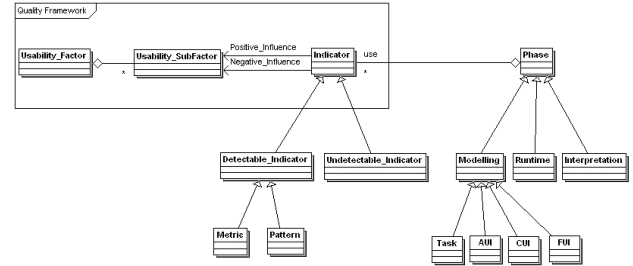 Quality Framework
Usability_Factor
*
Usability_SubFactor
Positive_Influence
Negative_Influence
Indicator
use
*
Phase
Detectable_Indicator
Undetectable_Indicator
Modelling
Runtime
Interpretation
Metric
Pattern
Task
AUI
CUI
FUI